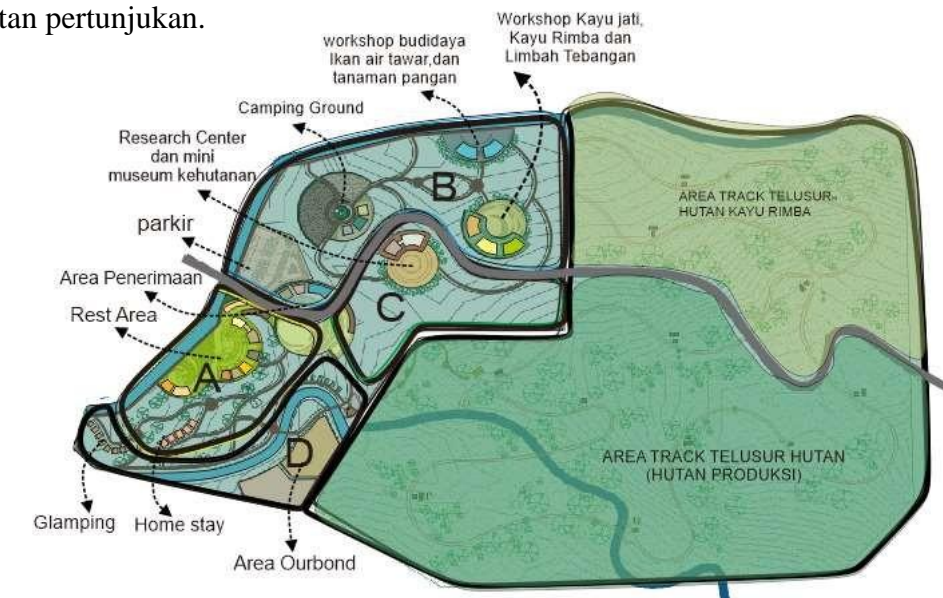 tan pertunjukan.
Workshop Kayu jati,
Kayu Rimba dan
Limbah Tebangan
workshop budidaya
Ikan air tawar,dan
tanaman pangan
Camping Ground
Research Center
dan mini
museum kehutanan
parkir
Area Penerimaan
Rest Area
B
C
A
D
AREA TRACK TELUSUR
HUTAN KAYU RIMBA
AREA TRACK TELUSUR HUTAN
(HUTAN PRODUKSI)
Glamping
Home stay
Area Ourbond